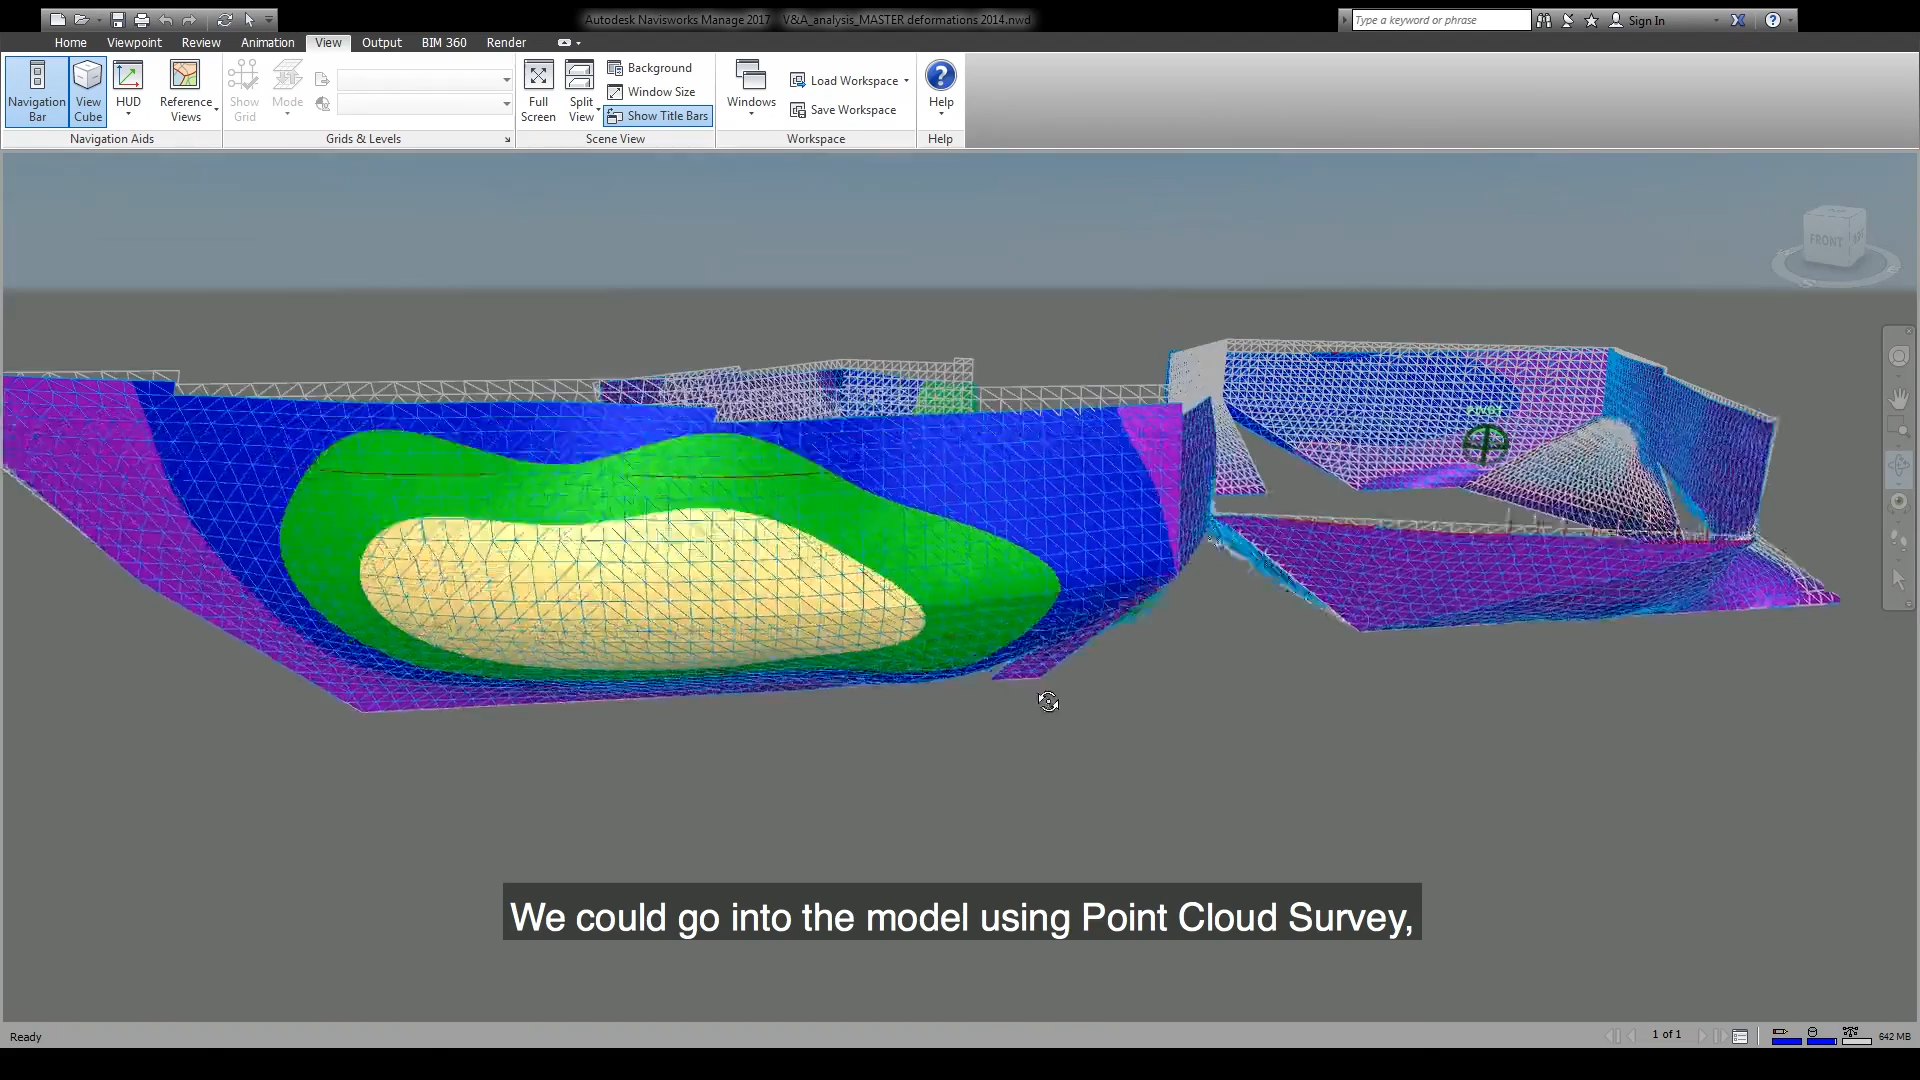 Autodesk Navisworks Manage 2017 V&A_analysis_MASTER deformations 2014.nwd
Type a keyword or phrase
Sign In
Home Viewpoint Review Animation View Output BIM 360 Render
Navigation Bar
View Cube
HUD
Reference Views
Show Grid
Mode
Full Screen
Split View
Background
Window Size
Show Title Bars
Windows
Load Workspace
Save Workspace
Help
Navigation Aids
Grids & Levels
Scene View
Workspace
Help
FRONT
PIVOT
We could go into the model using Point Cloud Survey,
Ready
1 of 1
642 MB